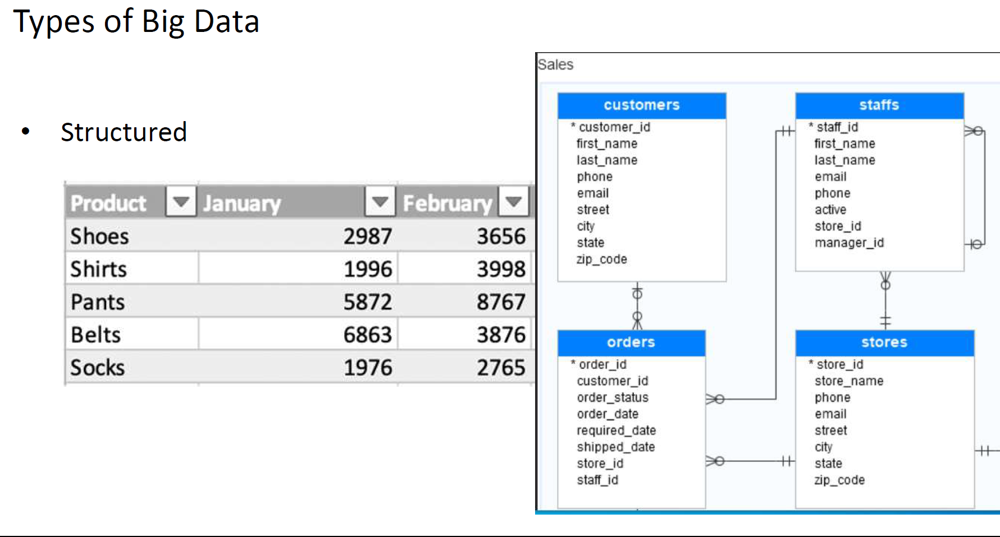 Types of Big Data
• Structured
Product January February
Shoes 2987 3656
Shirts 1996 3998
Pants 5872 8767
Belts 6863 3876
Socks 1976 2765
Sales
customers
* customer_id
first_name
last_name
phone
email
street
city
state
zip_code
staffs
* staff_id
first_name
last_name
email
phone
active
store_id
manager_id
orders
* order_id
customer_id
order_status
order_date
required_date
shipped_date
store_id
staff_id
stores
* store_id
store_name
phone
email
street
city
state
zip_code